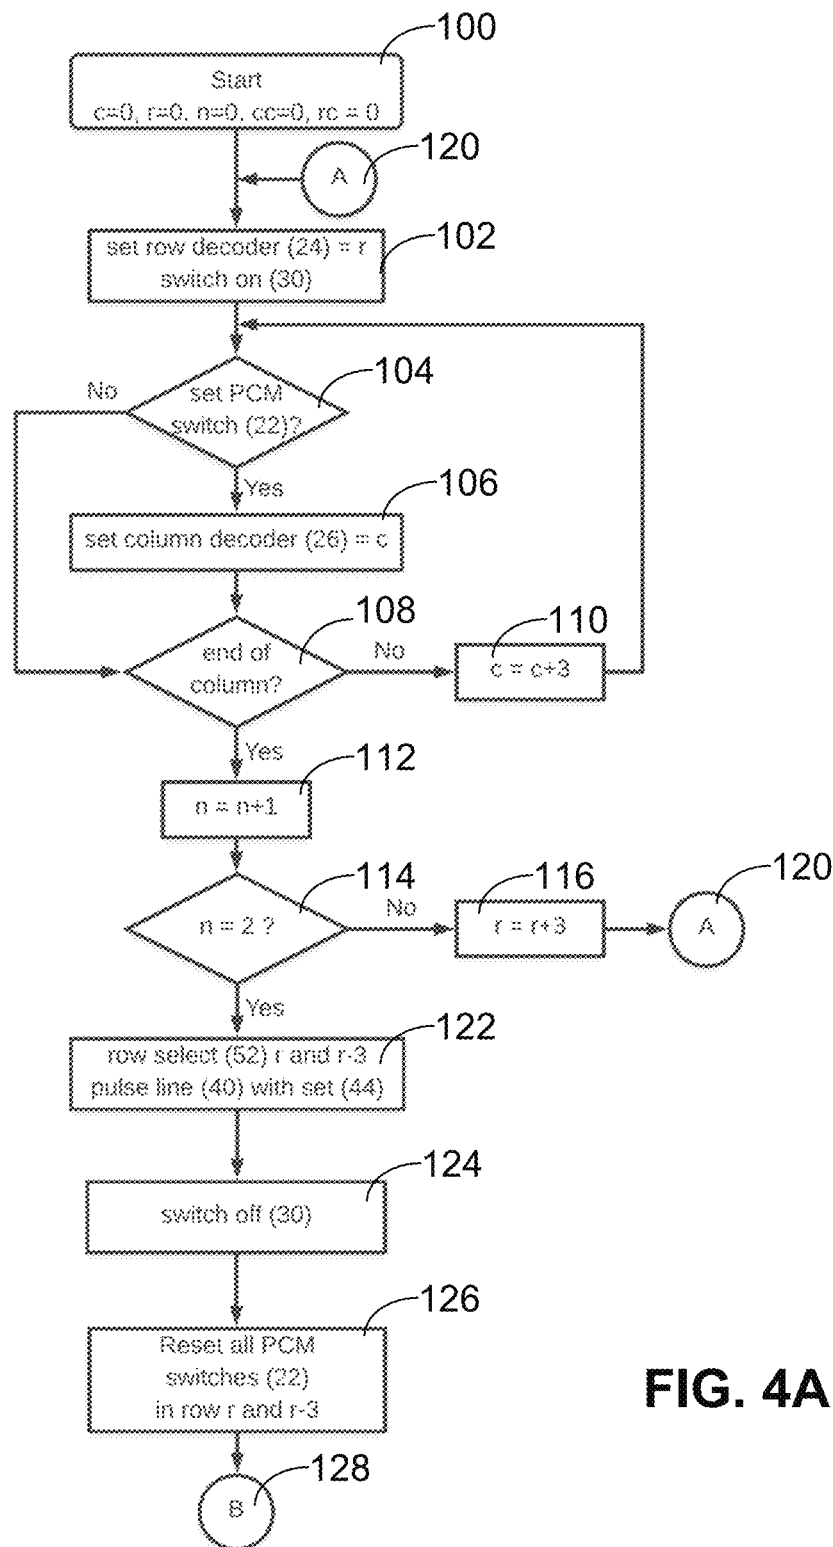 100
Start
c=0, r=0. n=0. cc=0, rc = 0
120
A
102
set row decoder (24) = r
switch on (30)
104
No
set PCM
switch (22)?
Yes
106
set column decoder (26) = c
108
end of
column?
No
110
c = c+3
Yes
112
n = n+1
114
n = 2 ?
No
116
r = r+3
120
A
Yes
122
row select (52) r and r-3
pulse line (40) with set (44)
124
switch off (30)
126
Reset all PCM
switches (22)
in row r and r-3
128
B
FIG. 4A